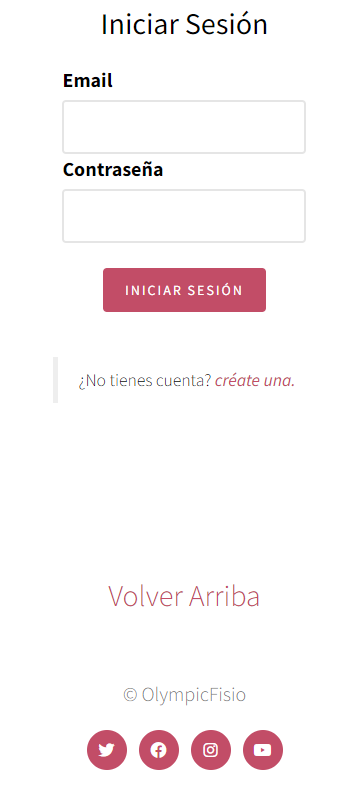 Iniciar Sesión
Email
Contraseña
INICIAR SESIÓN
¿No tienes cuenta? créate una.
Volver Arriba
© OlympicFisio